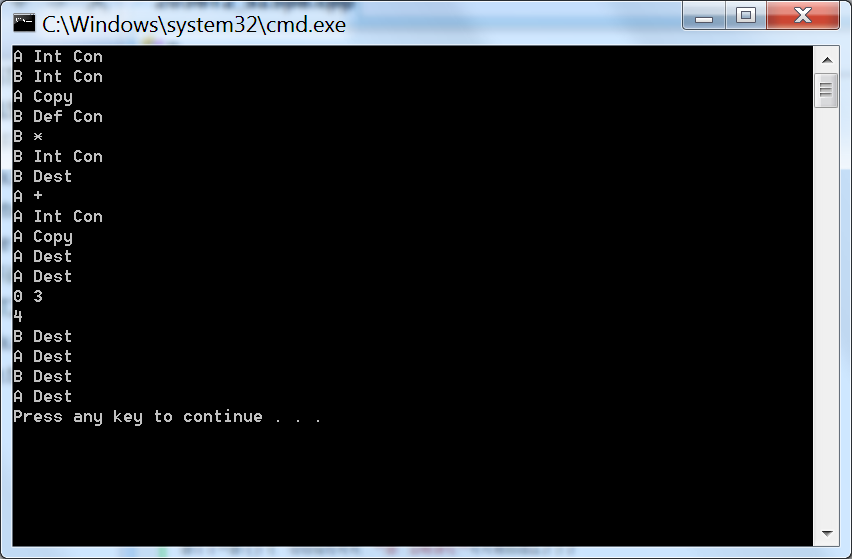 C:\Windows\system32\cmd.exe
A Int Con
B Int Con
A Copy
B Def Con
B *
B Int Con
B Dest
A +
A Int Con
A Copy
A Dest
A Dest
0 3
4
B Dest
A Dest
B Dest
A Dest
Press any key to continue . . .